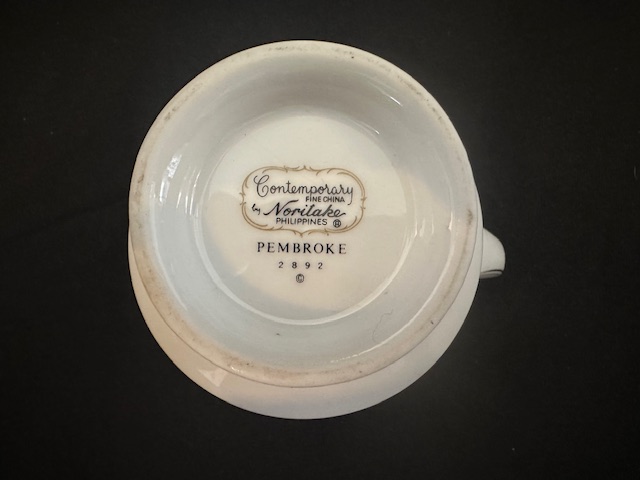 Contemporary
FINE CHINA
by Noritake
PHILIPPINES ®
PEMBROKE
2892
©